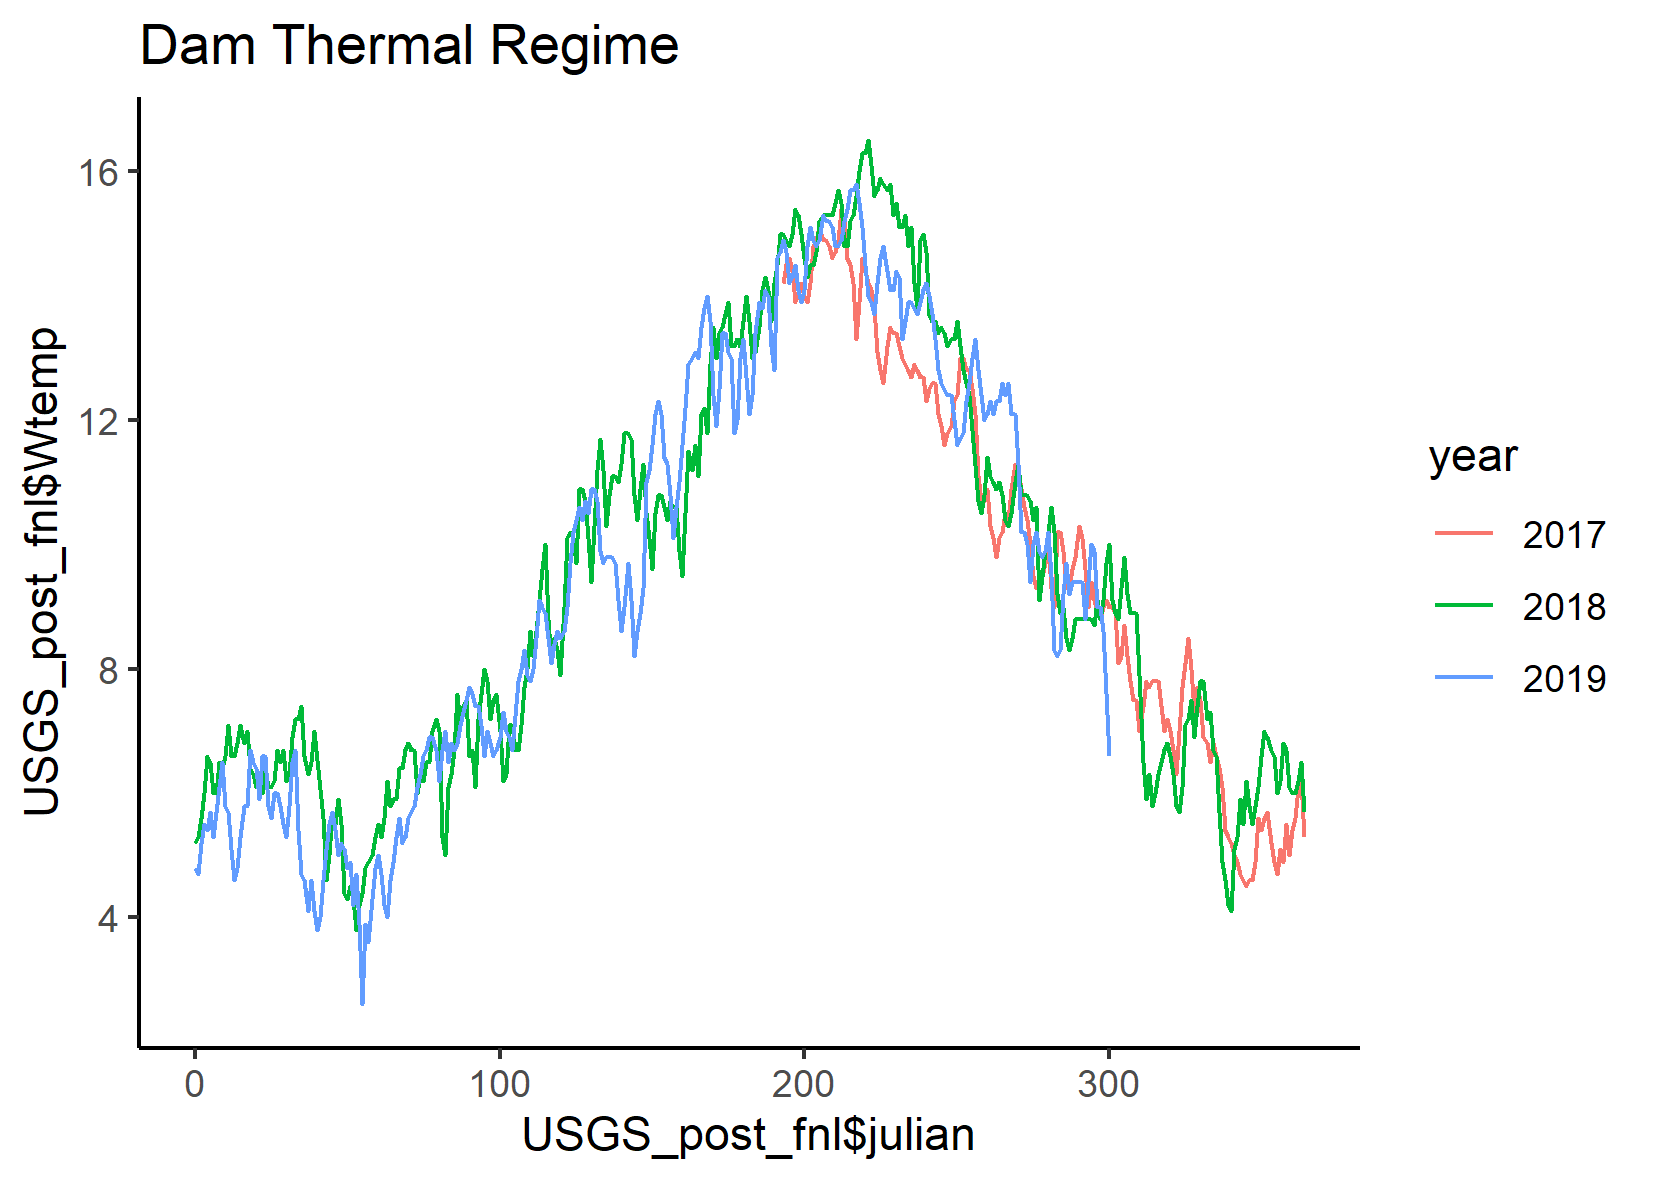 Dam Thermal Regime
16
12
8
4
USGS_post_fnl$Wtemp
0 100 200 300
USGS_post_fnl$julian
year
2017
2018
2019